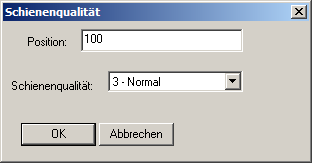 Schienenqualität
Position: 100
Schienenqualität: 3 - Normal
OK Abbrechen